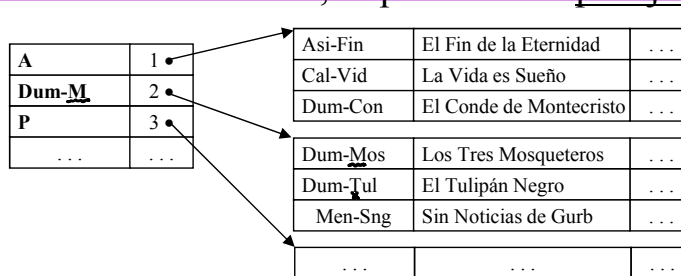 A 1
Dum-M 2
P 3
. . . . . .
Asi-Fin El Fin de la Eternidad . . .
Cal-Vid La Vida es Sueño . . .
Dum-Con El Conde de Montecristo . . .
Dum-Mos Los Tres Mosqueteros . . .
Dum-Tul El Tulipán Negro . . .
Men-Sng Sin Noticias de Gurb . . .
. . . . . . . . .